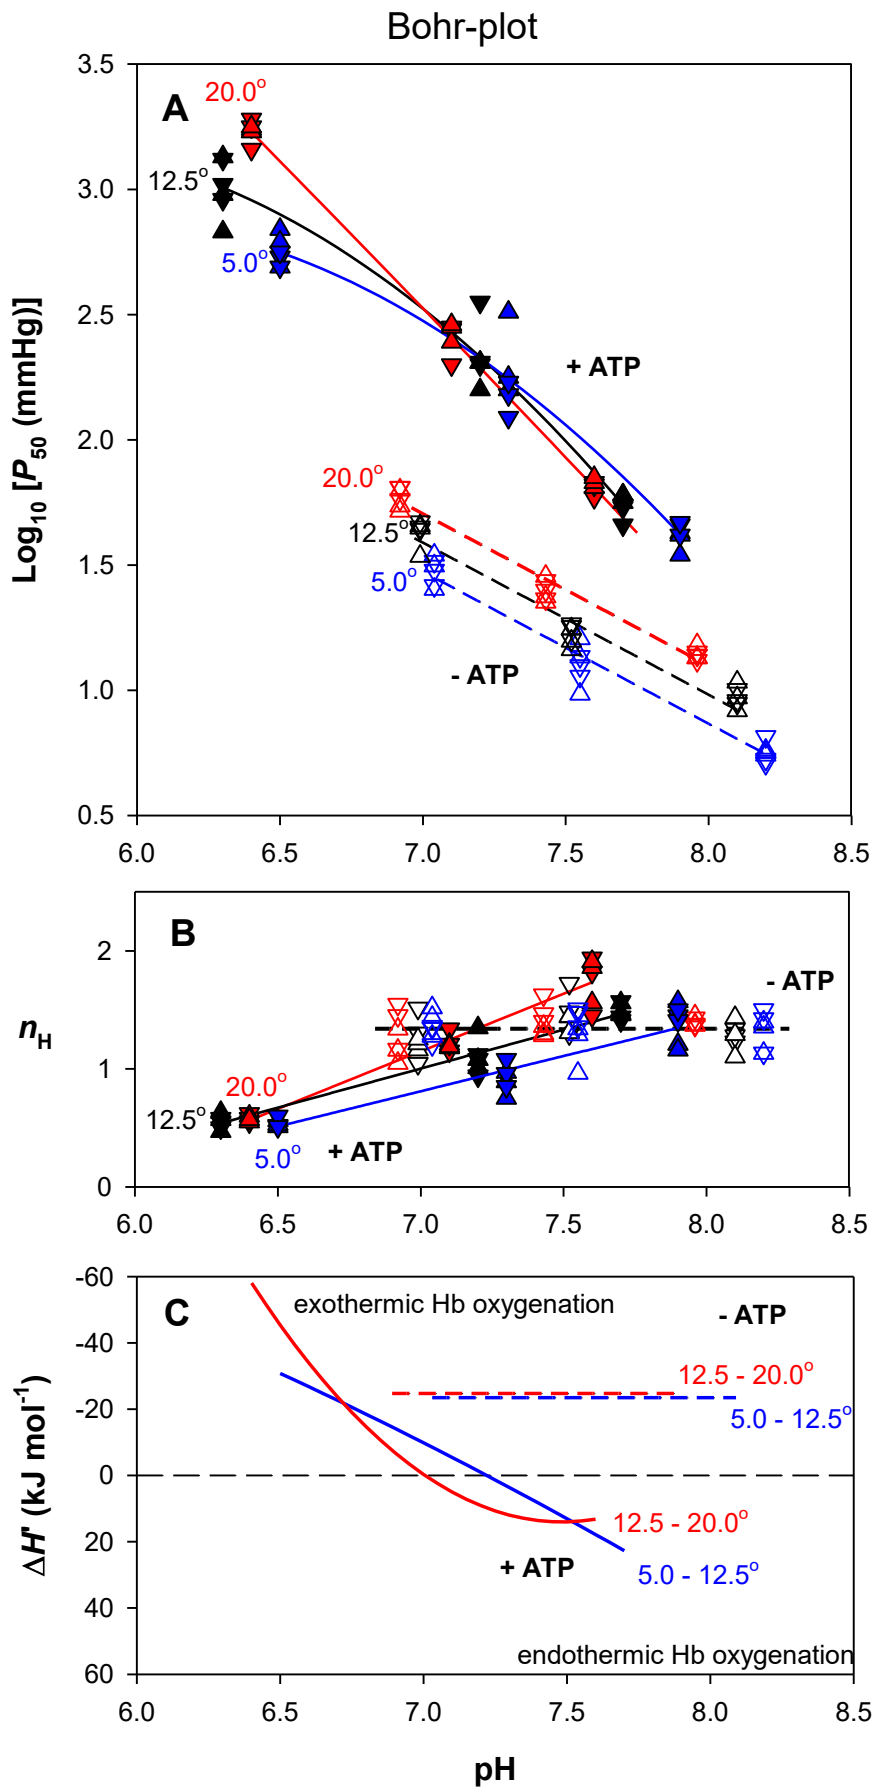 Bohr-plot
A
3.5
3.0
2.5
2.0
1.5
1.0
0.5
Log₁₀ [P₅₀ (mmHg)]
20.0°
12.5°
5.0°
+ ATP
20.0°
12.5°
5.0°
- ATP
6.0 6.5 7.0 7.5 8.0 8.5
B
2
1
0
n_H
- ATP
20.0°
12.5°
5.0°
+ ATP
6.0 6.5 7.0 7.5 8.0 8.5
C
-60
-40
-20
0
20
40
60
ΔH' (kJ mol⁻¹)
exothermic Hb oxygenation
- ATP
12.5 - 20.0°
5.0 - 12.5°
12.5 - 20.0°
+ ATP
5.0 - 12.5°
endothermic Hb oxygenation
6.0 6.5 7.0 7.5 8.0 8.5
pH